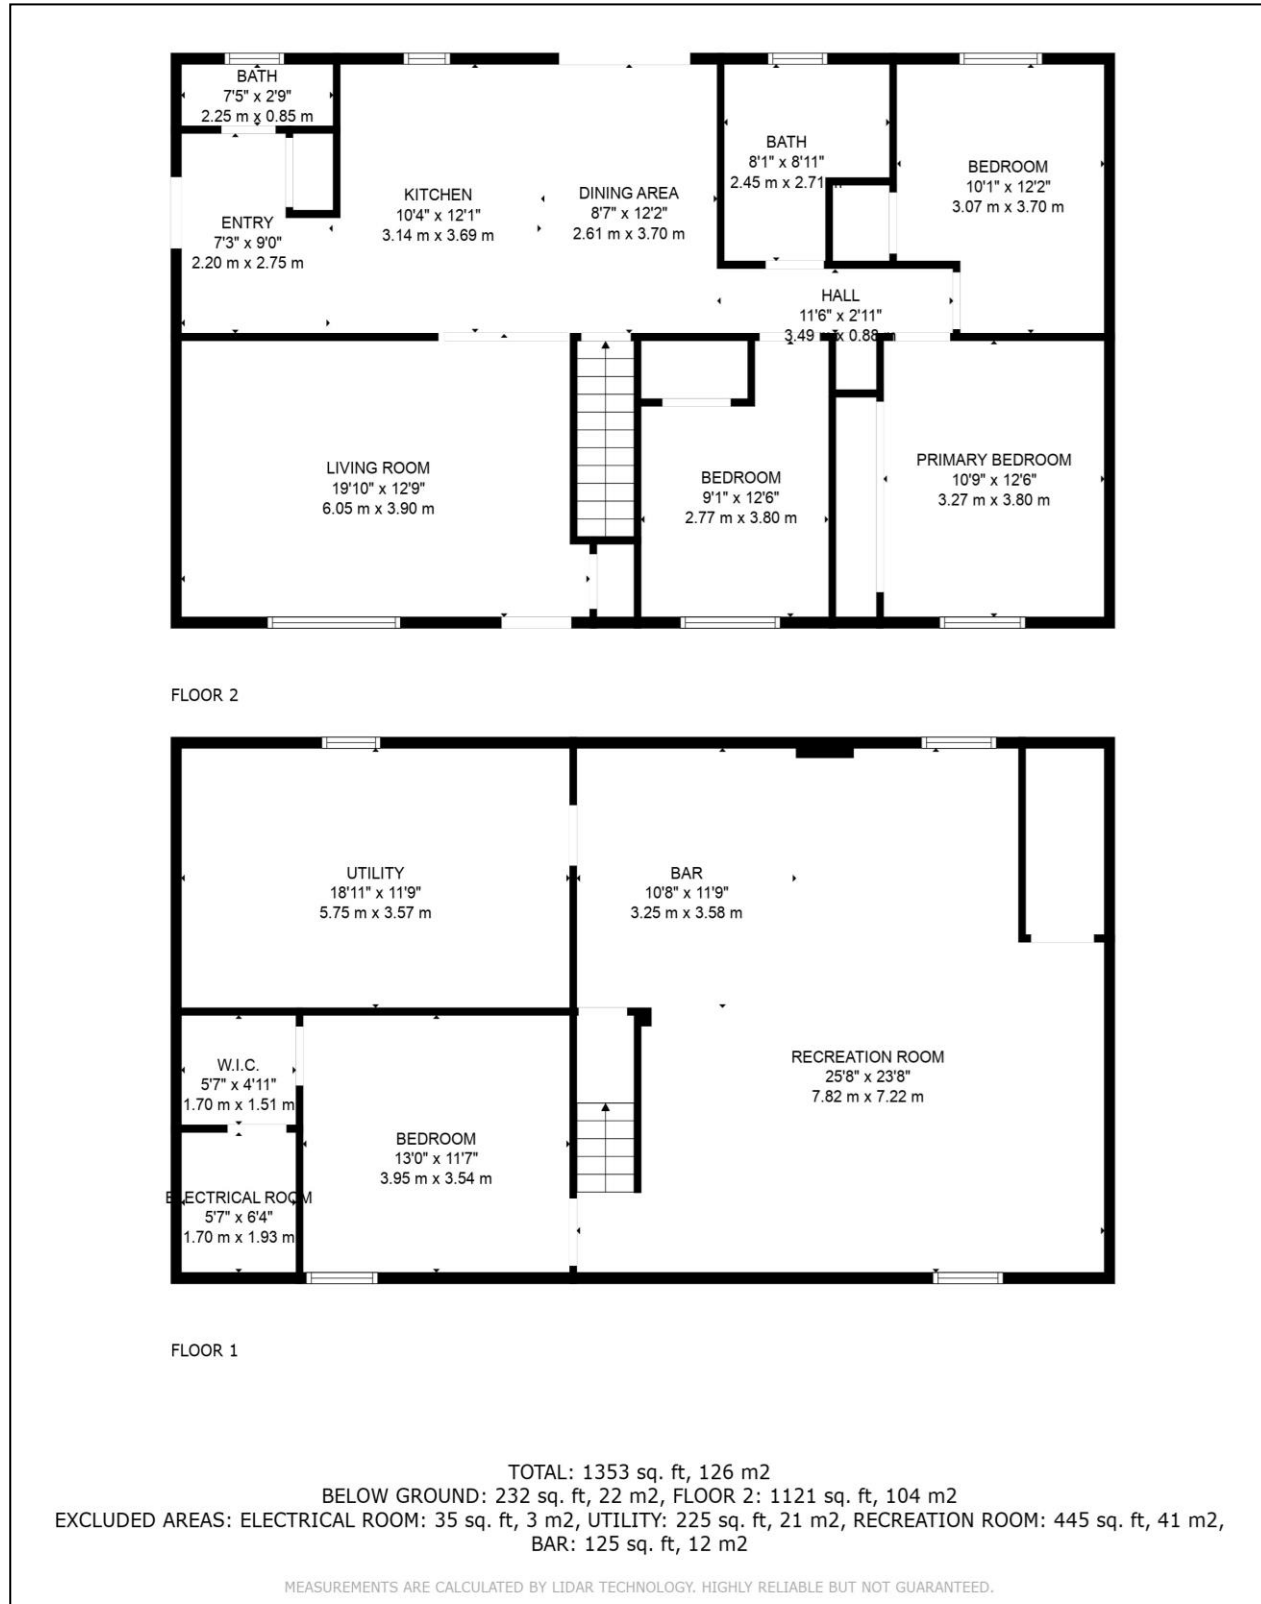 BATH
7'5" x 2'9"
2.25 m x 0.85 m
ENTRY
7'3" x 9'0"
2.20 m x 2.75 m
KITCHEN
10'4" x 12'1"
3.14 m x 3.69 m
DINING AREA
8'7" x 12'2"
2.61 m x 3.70 m
BATH
8'1" x 8'11"
2.45 m x 2.71 m
BEDROOM
10'1" x 12'2"
3.07 m x 3.70 m
HALL
11'6" x 2'11"
3.49 m x 0.88 m
LIVING ROOM
19'10" x 12'9"
6.05 m x 3.90 m
BEDROOM
9'1" x 12'6"
2.77 m x 3.80 m
PRIMARY BEDROOM
10'9" x 12'6"
3.27 m x 3.80 m
FLOOR 2
UTILITY
18'11" x 11'9"
5.75 m x 3.57 m
BAR
10'8" x 11'9"
3.25 m x 3.58 m
RECREATION ROOM
25'8" x 23'8"
7.82 m x 7.22 m
W.I.C.
5'7" x 4'11"
1.70 m x 1.51 m
BEDROOM
13'0" x 11'7"
3.95 m x 3.54 m
ELECTRICAL ROOM
5'7" x 6'4"
1.70 m x 1.93 m
FLOOR 1
TOTAL: 1353 sq. ft, 126 m2
BELOW GROUND: 232 sq. ft, 22 m2, FLOOR 2: 1121 sq. ft, 104 m2
EXCLUDED AREAS: ELECTRICAL ROOM: 35 sq. ft, 3 m2, UTILITY: 225 sq. ft, 21 m2, RECREATION ROOM: 445 sq. ft, 41 m2,
BAR: 125 sq. ft, 12 m2
MEASUREMENTS ARE CALCULATED BY LIDAR TECHNOLOGY. HIGHLY RELIABLE BUT NOT GUARANTEED.